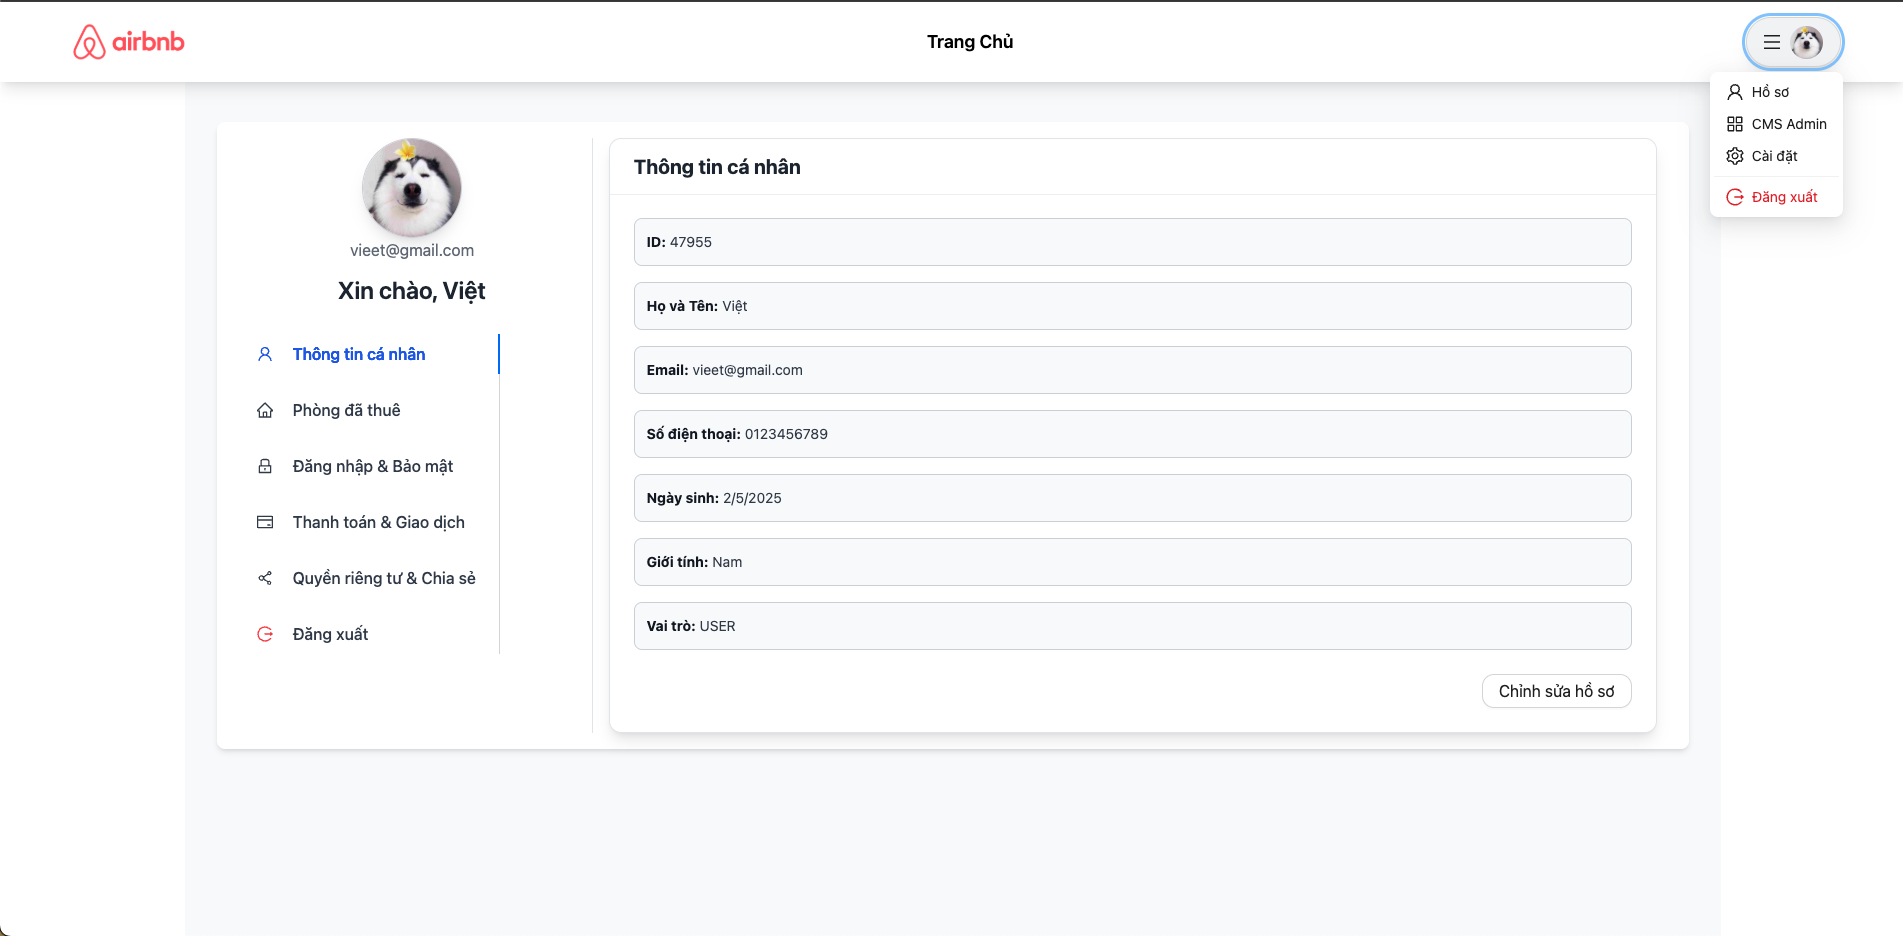 airbnb
Trang Chủ
Hồ sơ
CMS Admin
Cài đặt
Đăng xuất
vieet@gmail.com
Xin chào, Việt
Thông tin cá nhân
Phòng đã thuê
Đăng nhập & Bảo mật
Thanh toán & Giao dịch
Quyền riêng tư & Chia sẻ
Đăng xuất
Thông tin cá nhân
ID: 47955
Họ và Tên: Việt
Email: vieet@gmail.com
Số điện thoại: 0123456789
Ngày sinh: 2/5/2025
Giới tính: Nam
Vai trò: USER
Chỉnh sửa hồ sơ